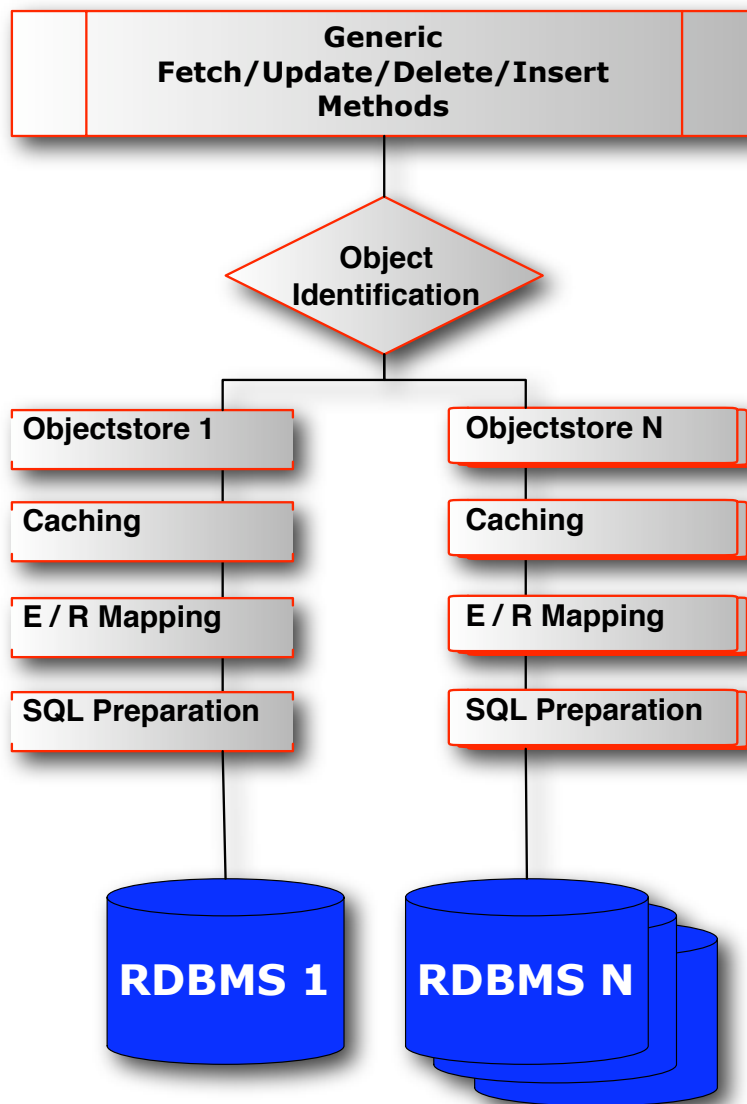 Generic
Fetch/Update/Delete/Insert
Methods
Object
Identification
Objectstore 1
Caching
E / R Mapping
SQL Preparation
RDBMS 1
Objectstore N
Caching
E / R Mapping
SQL Preparation
RDBMS N